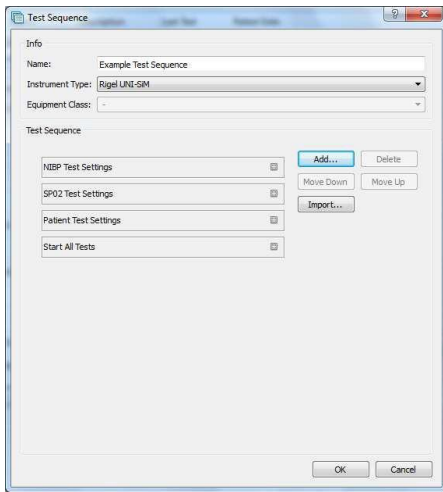 Test Sequence
Info
Name: Example Test Sequence
Instrument Type: Rigel UNI-SiM
Equipment Class: -
Test Sequence
NIBP Test Settings
SP02 Test Settings
Patient Test Settings
Start All Tests
Add... Delete
Move Down Move Up
Import...
OK Cancel